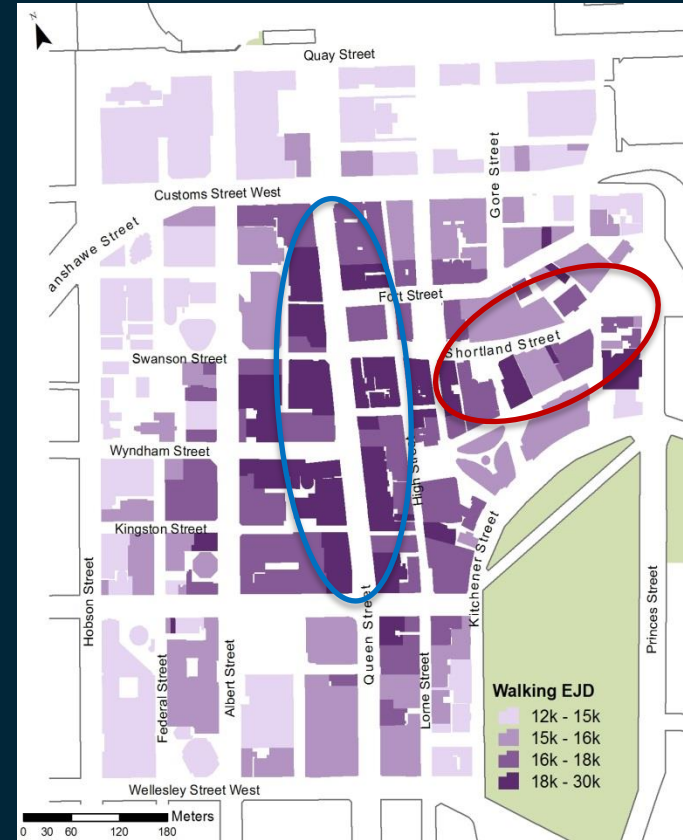 N
Quay Street
Gore Street
Customs Street West
anshawe Street
Fort Street
Shortland Street
Swanson Street
High Street
Wyndham Street
Kingston Street
Kitchener Street
Hobson Street
Federal Street
Albert Street
Queen Street
Lorne Street
Princes Street
Walking EJD
12k - 15k
15k - 16k
16k - 18k
18k - 30k
Wellesley Street West
Meters
0 30 60 120 180